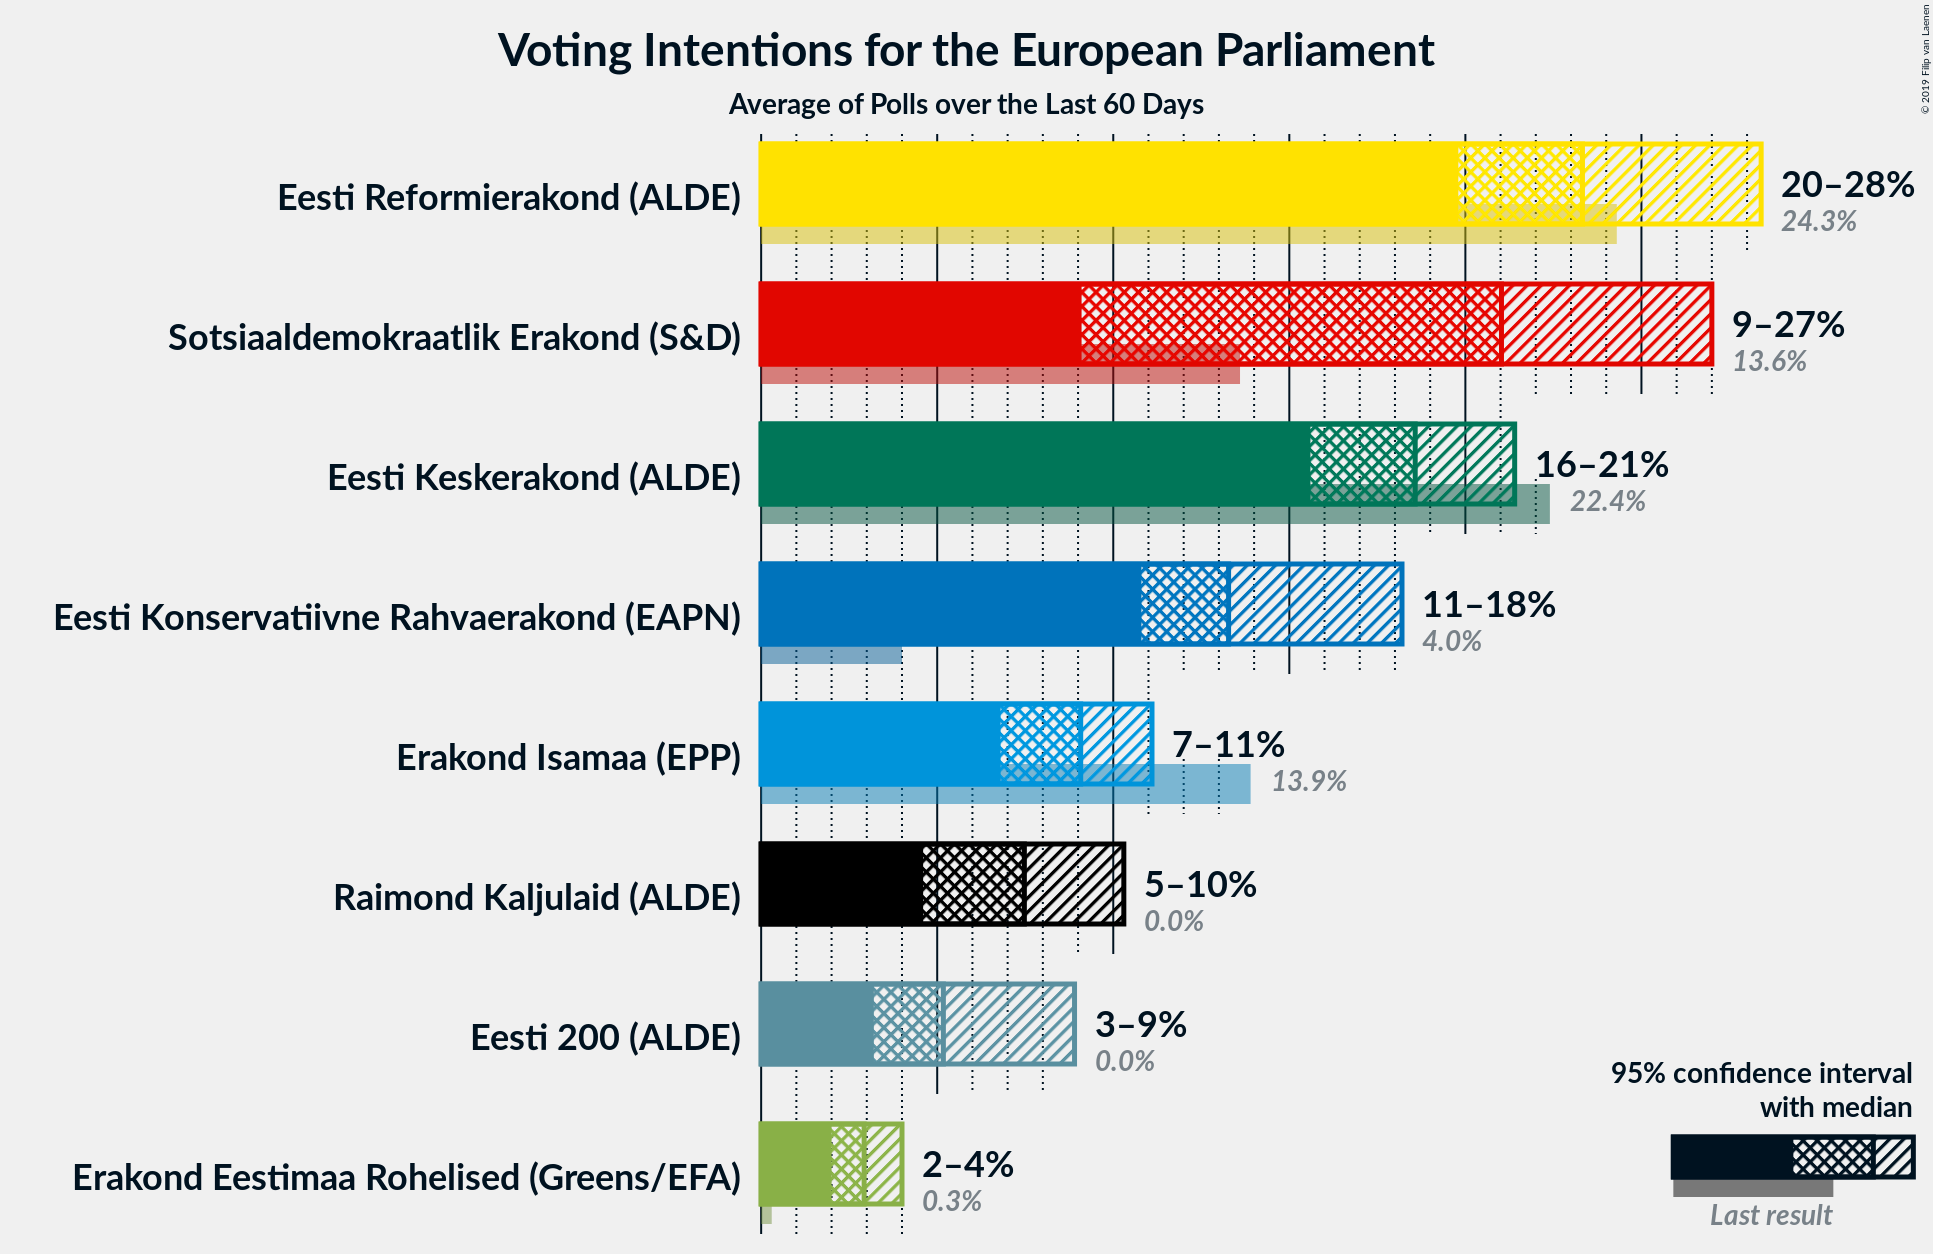 Voting Intentions for the European Parliament
Average of Polls over the Last 60 Days
© 2019 Filip van Laenen
Eesti Reformierakond (ALDE)
20–28%
24.3%
Sotsiaaldemokraatlik Erakond (S&D)
9–27%
13.6%
Eesti Keskerakond (ALDE)
16–21%
22.4%
Eesti Konservatiivne Rahvaerakond (EAPN)
11–18%
4.0%
Erakond Isamaa (EPP)
7–11%
13.9%
Raimond Kaljulaid (ALDE)
5–10%
0.0%
Eesti 200 (ALDE)
3–9%
0.0%
Erakond Eestimaa Rohelised (Greens/EFA)
2–4%
0.3%
95% confidence interval
with median
Last result